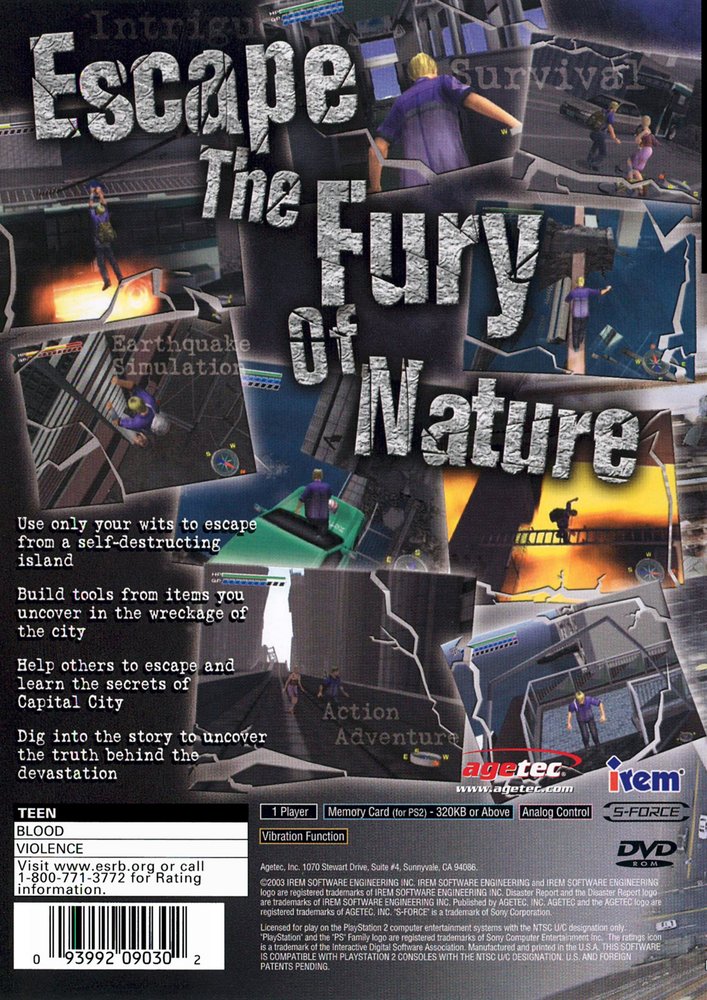 Intrigue
Escape
Survival
The
Fury
Of
Nature
Earthquake
Simulation
Use only your wits to escape
from a self-destructing
island
Build tools from items you
uncover in the wreckage of
the city
Help others to escape and
learn the secrets of
Capital City
Dig into the story to uncover
the truth behind the
devastation
Action
Adventure
agetec
www.agetec.com
irem
TEEN
BLOOD
VIOLENCE
Visit www.esrb.org or call
1-800-771-3772 for Rating
information.
1 Player
Memory Card (for PS2) - 320KB or Above
Analog Control
S-FORCE
Vibration Function
DVD
ROM
Agetec, Inc. 1070 Stewart Drive, Suite #4, Sunnyvale, CA 94086.
©2003 IREM SOFTWARE ENGINEERING INC. IREM SOFTWARE ENGINEERING and IREM SOFTWARE ENGINEERING
logo are registered trademarks of IREM SOFTWARE ENGINEERING INC. Disaster Report and the Disaster Report logo
are trademarks of IREM SOFTWARE ENGINEERING INC. Published by AGETEC, INC. AGETEC and the AGETEC logo are
registered trademarks of AGETEC, INC. "S-FORCE" is a trademark of Sony Corporation.
Licensed for play on the PlayStation 2 computer entertainment systems with the NTSC U/C designation only.
"PlayStation" and the "PS" Family logo are registered trademarks of Sony Computer Entertainment Inc. The ratings icon
is a trademark of the Interactive Digital Software Association. Manufactured and printed in the U.S.A. THIS SOFTWARE
IS COMPATIBLE WITH PLAYSTATION 2 CONSOLES WITH THE NTSC U/C DESIGNATION. U.S. AND FOREIGN
PATENTS PENDING.
0 93992 09030 2